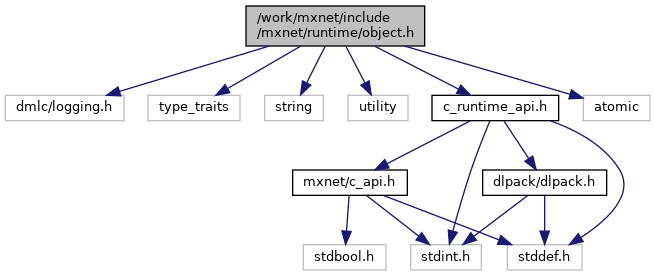 /work/mxnet/include
/mxnet/runtime/object.h
dmlc/logging.h
type_traits
string
utility
c_runtime_api.h
atomic
mxnet/c_api.h
dlpack/dlpack.h
stdbool.h
stdint.h
stddef.h